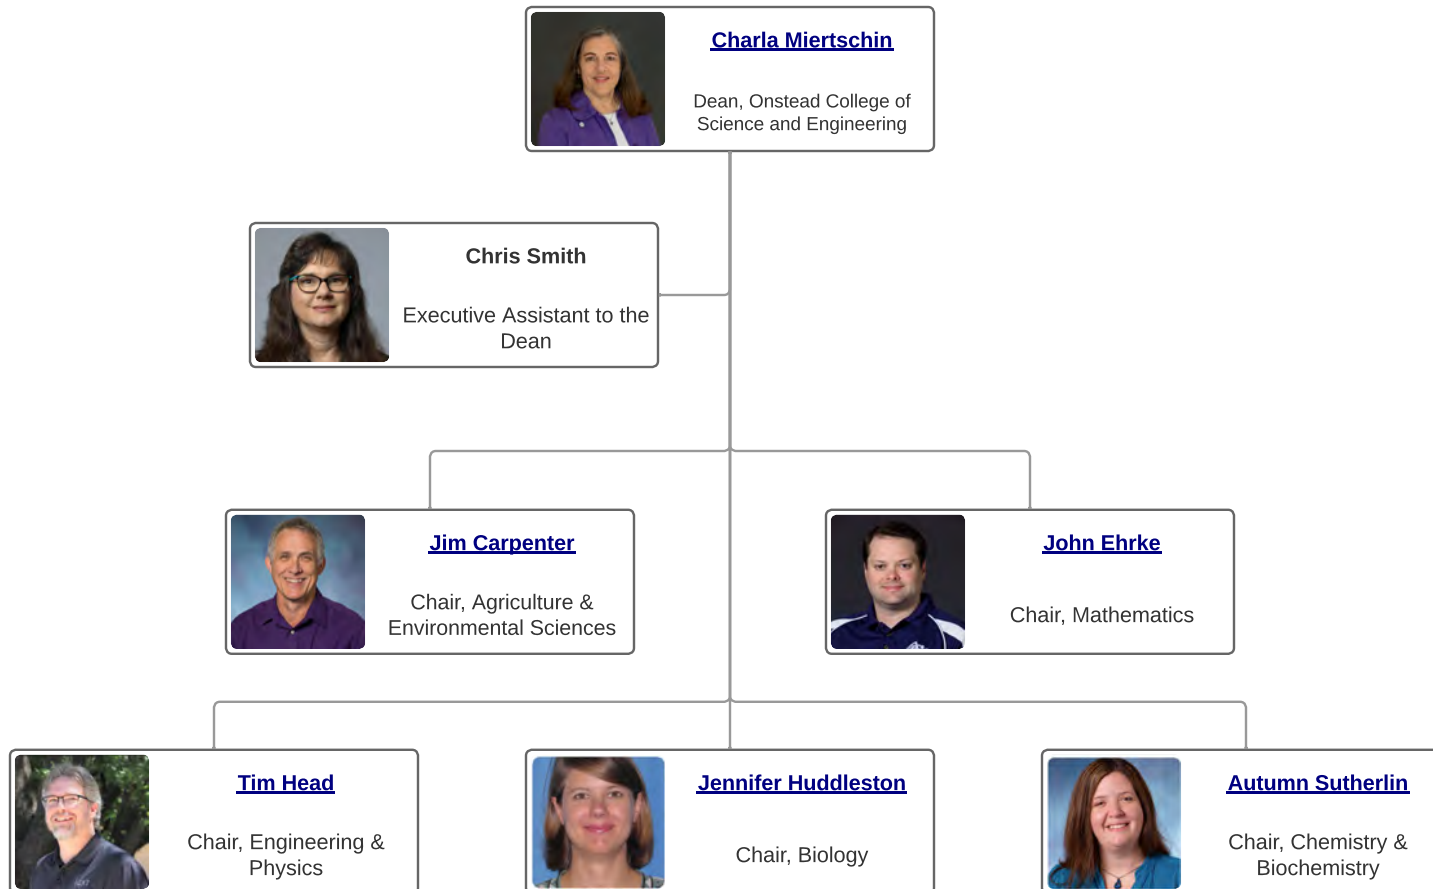 Charla Miertschin
Dean, Onstead College of
Science and Engineering
Chris Smith
Executive Assistant to the
Dean
Jim Carpenter
Chair, Agriculture &
Environmental Sciences
John Ehrke
Chair, Mathematics
Tim Head
Chair, Engineering &
Physics
Jennifer Huddleston
Chair, Biology
Autumn Sutherlin
Chair, Chemistry &
Biochemistry